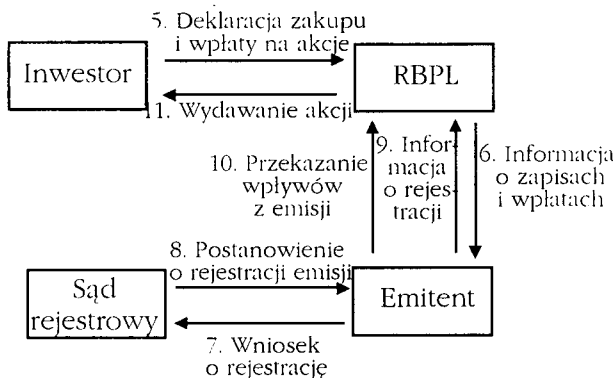 5. Deklaracja zakupu
i wpłaty na akcje
Inwestor
RBPL
11. Wydawanie akcji
10. Przekazanie
wpływów
z emisji
9. Infor-
macja
o rejes-
tracji
6. Informacja
o zapisach
i wpłatach
8. Postanowienie
o rejestracji emisji
Sąd
rejestrowy
Emitent
7. Wniosek
o rejestrację